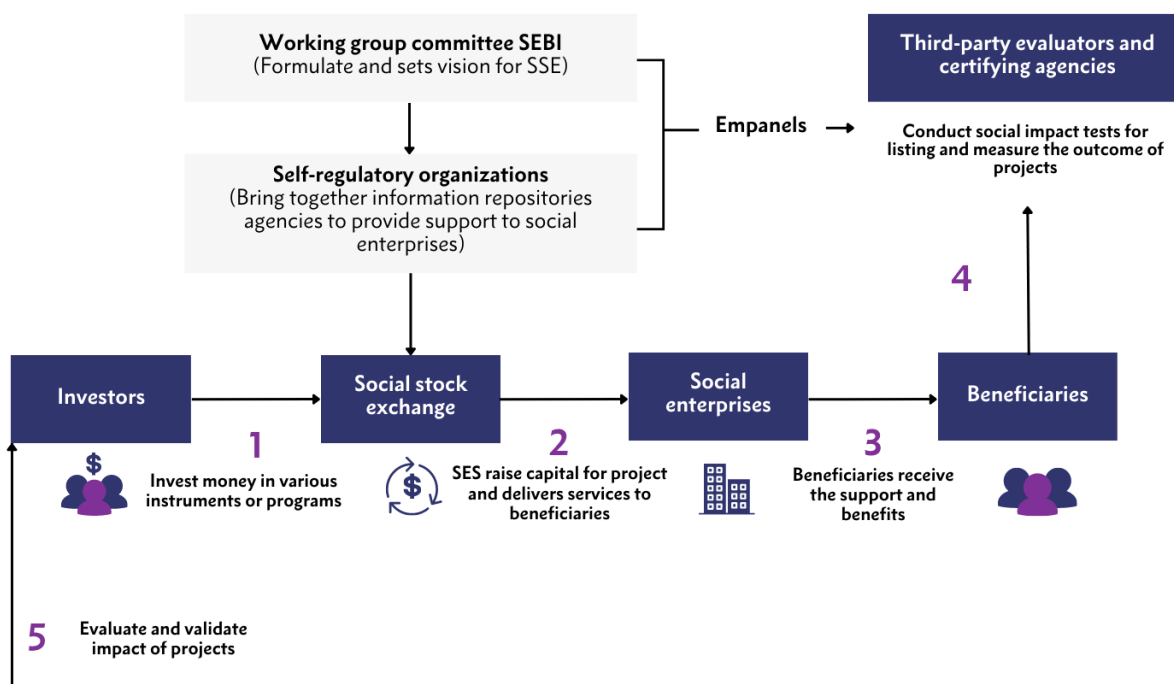 Working group committee SEBI
(Formulate and sets vision for SSE)
Third-party evaluators and
certifying agencies
Empanels
Conduct social impact tests for
listing and measure the outcome of
projects
Self-regulatory organizations
(Bring together information repositories
agencies to provide support to social
enterprises)
4
Investors
Social stock
exchange
Social
enterprises
Beneficiaries
1
Invest money in various
instruments or programs
$
$
2
SES raise capital for project
and delivers services to
beneficiaries
3
Beneficiaries receive
the support and
benefits
5
Evaluate and validate
impact of projects